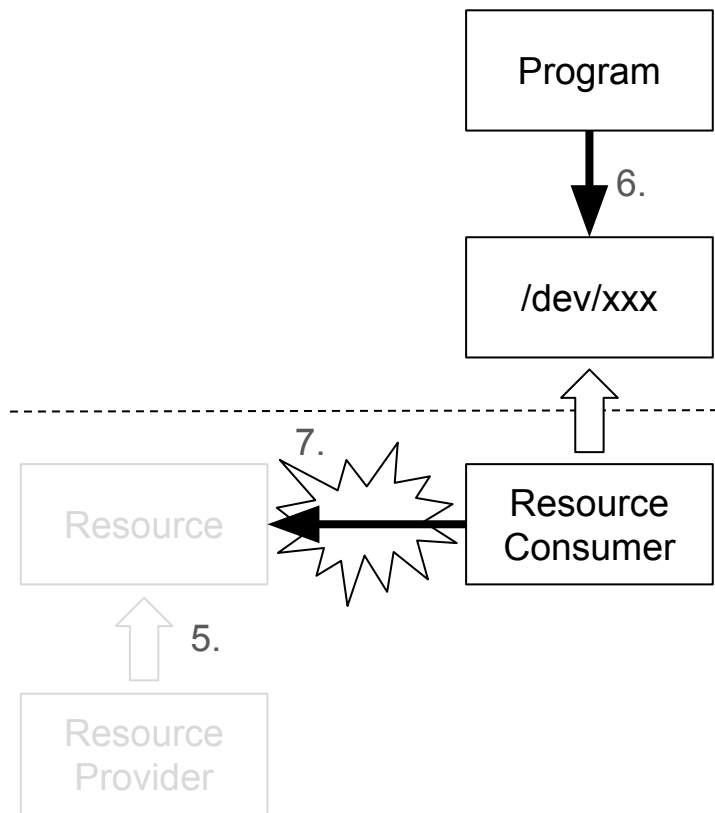 Program
6.
/dev/xxx
7.
Resource
Resource
Consumer
5.
Resource
Provider